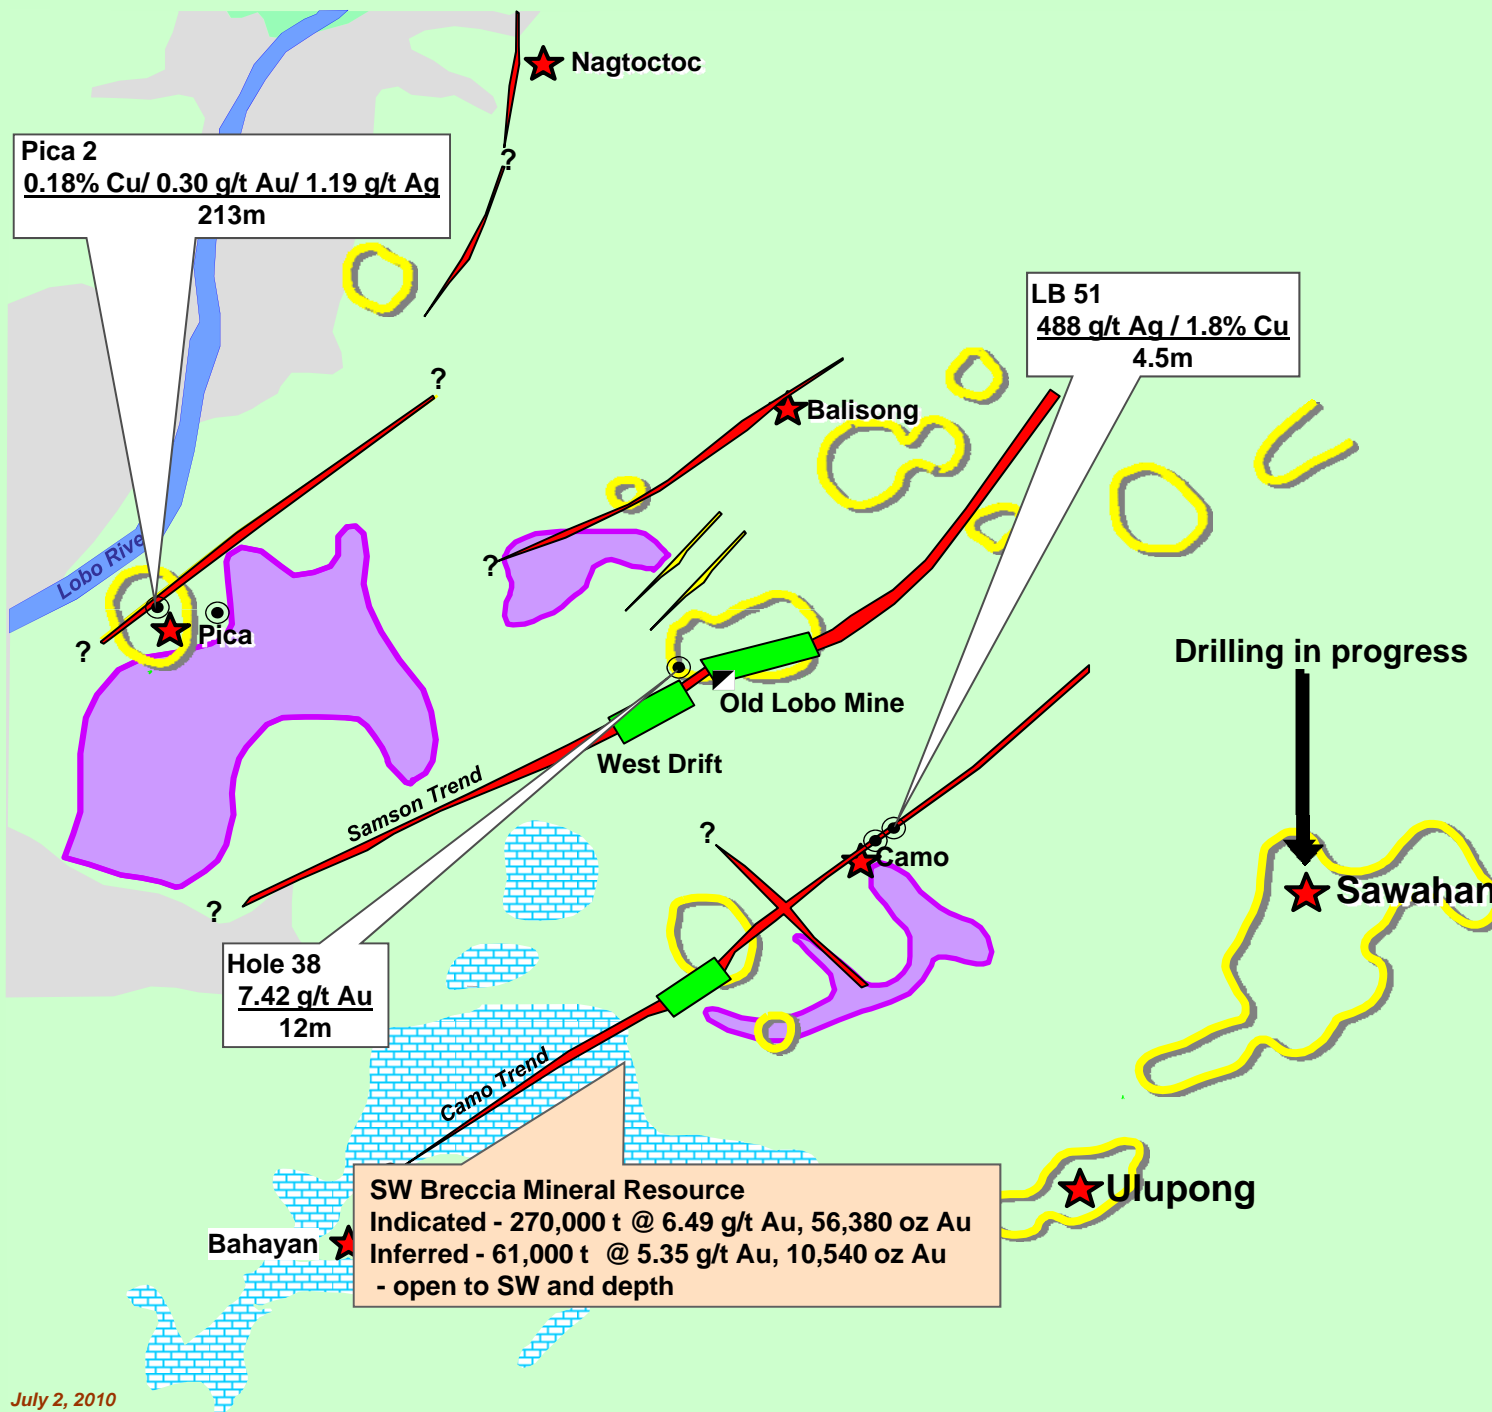 Nagtoctoc
Pica 2
0.18% Cu/ 0.30 g/t Au/ 1.19 g/t Ag
213m
?
LB 51
488 g/t Ag / 1.8% Cu
4.5m
?
Balisong
Lobo River
?
?
Pica
Drilling in progress
Old Lobo Mine
West Drift
Samson Trend
?
Camo
Sawahan
?
Hole 38
7.42 g/t Au
12m
Camo Trend
SW Breccia Mineral Resource
Indicated - 270,000 t @ 6.49 g/t Au, 56,380 oz Au
Inferred - 61,000 t @ 5.35 g/t Au, 10,540 oz Au
- open to SW and depth
Ulupong
Bahayan
July 2, 2010